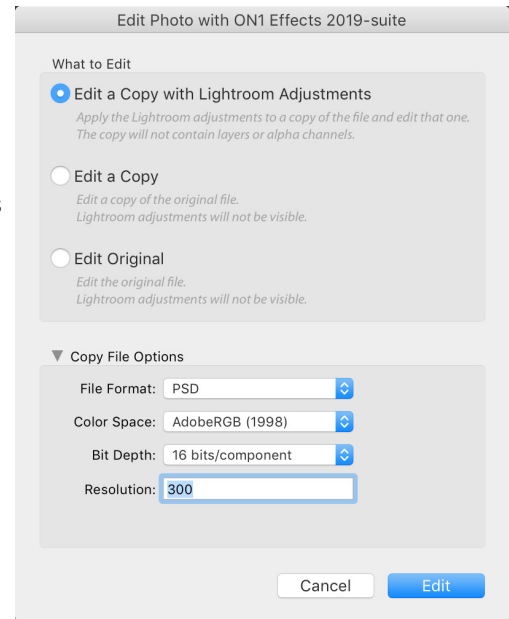 Edit Photo with ON1 Effects 2019-suite
What to Edit
Edit a Copy with Lightroom Adjustments
Apply the Lightroom adjustments to a copy of the file and edit that one.
The copy will not contain layers or alpha channels.
Edit a Copy
Edit a copy of the original file.
Lightroom adjustments will not be visible.
Edit Original
Edit the original file.
Lightroom adjustments will not be visible.
Copy File Options
File Format: PSD
Color Space: AdobeRGB (1998)
Bit Depth: 16 bits/component
Resolution: 300
Cancel Edit